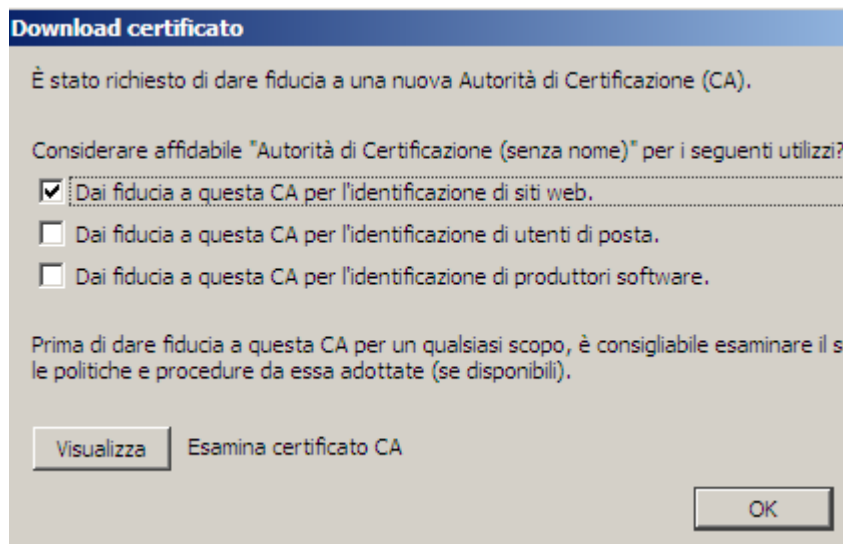 Download certificato
È stato richiesto di dare fiducia a una nuova Autorità di Certificazione (CA).
Considerare affidabile "Autorità di Certificazione (senza nome)" per i seguenti utilizzi?
Dai fiducia a questa CA per l'identificazione di siti web.
Dai fiducia a questa CA per l'identificazione di utenti di posta.
Dai fiducia a questa CA per l'identificazione di produttori software.
Prima di dare fiducia a questa CA per un qualsiasi scopo, è consigliabile esaminare il
le politiche e procedure da essa adottate (se disponibili).
Visualizza Esamina certificato CA
OK